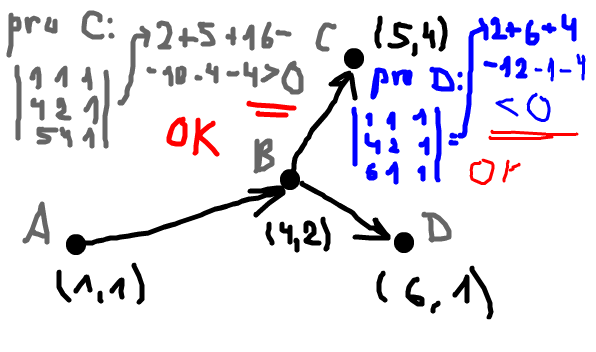 pro C:
|1 1 1|
|4 2 1|
|5 4 1|
2+5+16-
-10-4-4>0
OK
C
(5,4)
pro D:
|1 1 1|
|4 2 1|
|6 1 1|
=
2+6+4
-12-1-4
<0
OK
B
(4,2)
A
(1,1)
D
(6,1)